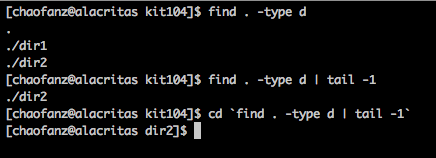 [chaofanz@alacritas kit104]$ find . -type d
.
./dir1
./dir2
[chaofanz@alacritas kit104]$ find . -type d | tail -1
./dir2
[chaofanz@alacritas kit104]$ cd `find . -type d | tail -1`
[chaofanz@alacritas dir2]$